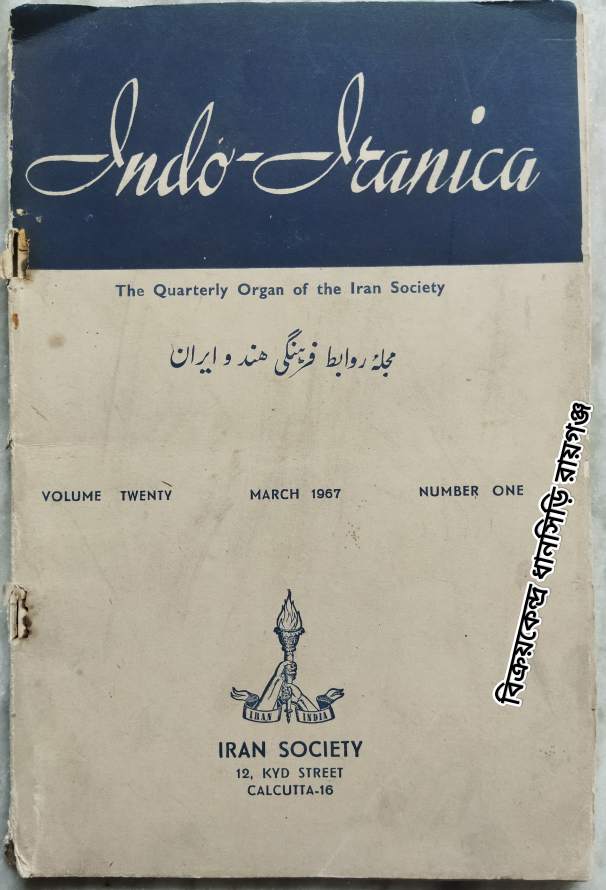 Indo-Iranica
The Quarterly Organ of the Iran Society
مجلهٔ روابط فرهنگی هند و ایران
VOLUME TWENTY MARCH 1967 NUMBER ONE
বিক্রয়কেন্দ্র ধানসিড়ি রায়গঞ্জ
IRAN INDIA
IRAN SOCIETY
12, KYD STREET
CALCUTTA-16